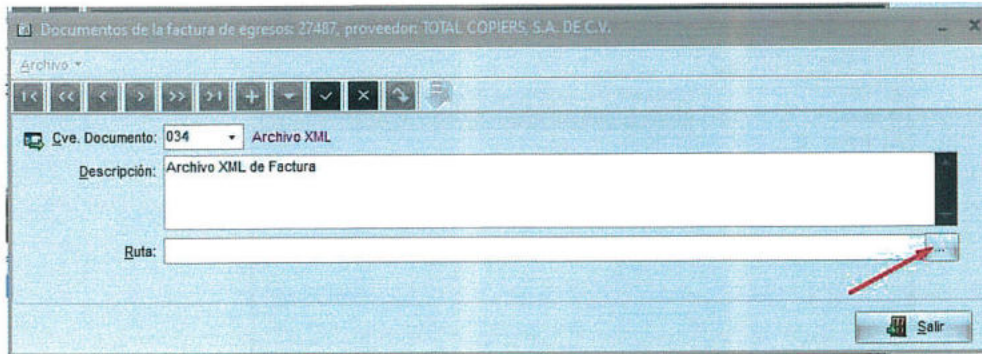 Documentos de la factura de egresos: 27487, proveedor: TOTAL COPIERS, S.A. DE C.V.
Archivo
Cve. Documento: 034 Archivo XML
Descripción: Archivo XML de Factura
Ruta: ...
Salir